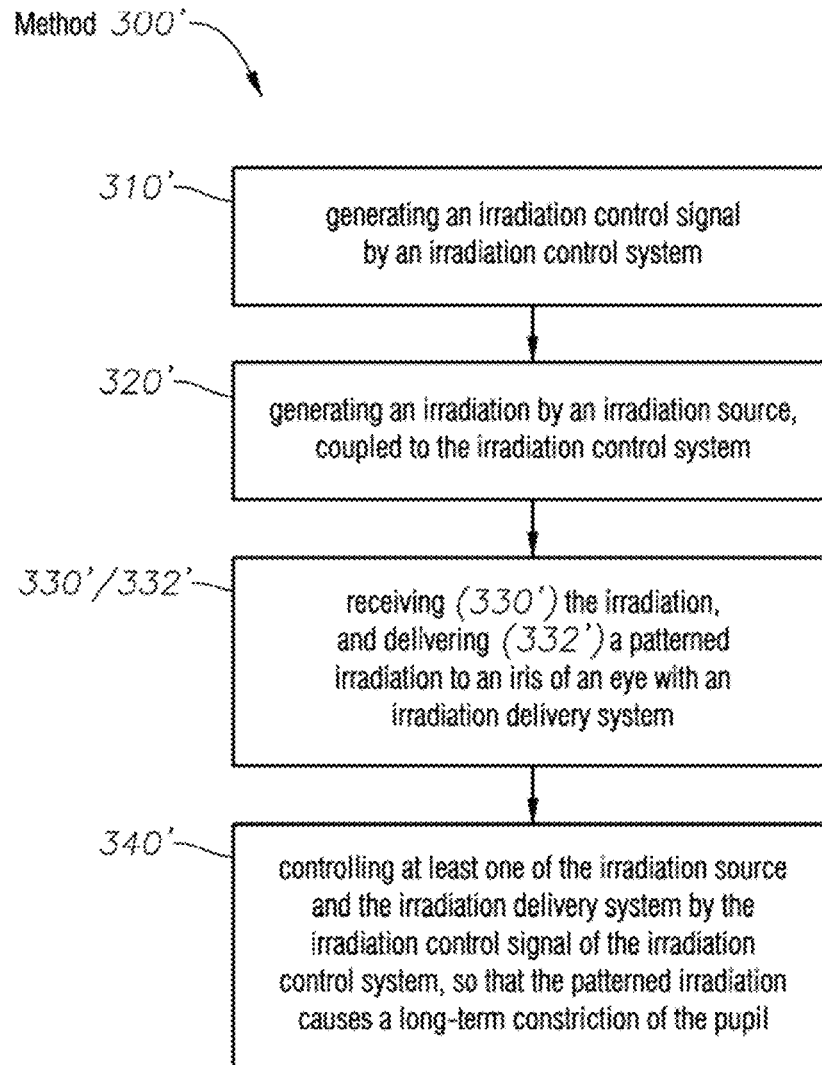 Method 300'
310'
generating an irradiation control signal
by an irradiation control system
320'
generating an irradiation by an irradiation source,
coupled to the irradiation control system
330'/332'
receiving (330') the irradiation,
and delivering (332') a patterned
irradiation to an iris of an eye with an
irradiation delivery system
340'
controlling at least one of the irradiation source
and the irradiation delivery system by the
irradiation control signal of the irradiation
control system, so that the patterned irradiation
causes a long-term constriction of the pupil